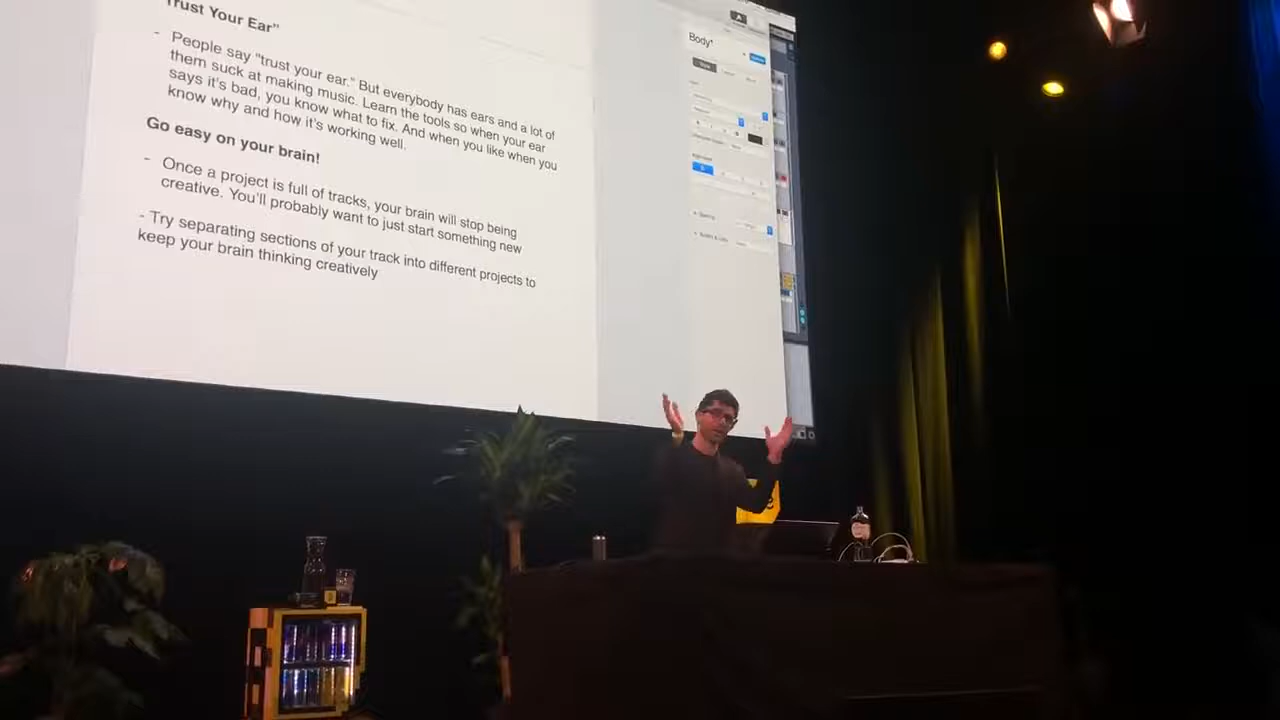 Trust Your Ear"
- People say "trust your ear." But everybody has ears and a lot of
them suck at making music. Learn the tools so when your ear
says it's bad, you know what to fix. And when you like when you
know why and how it's working well.
Go easy on your brain!
- Once a project is full of tracks, your brain will stop being
creative. You'll probably want to just start something new
- Try separating sections of your track into different projects to
keep your brain thinking creatively
Body*